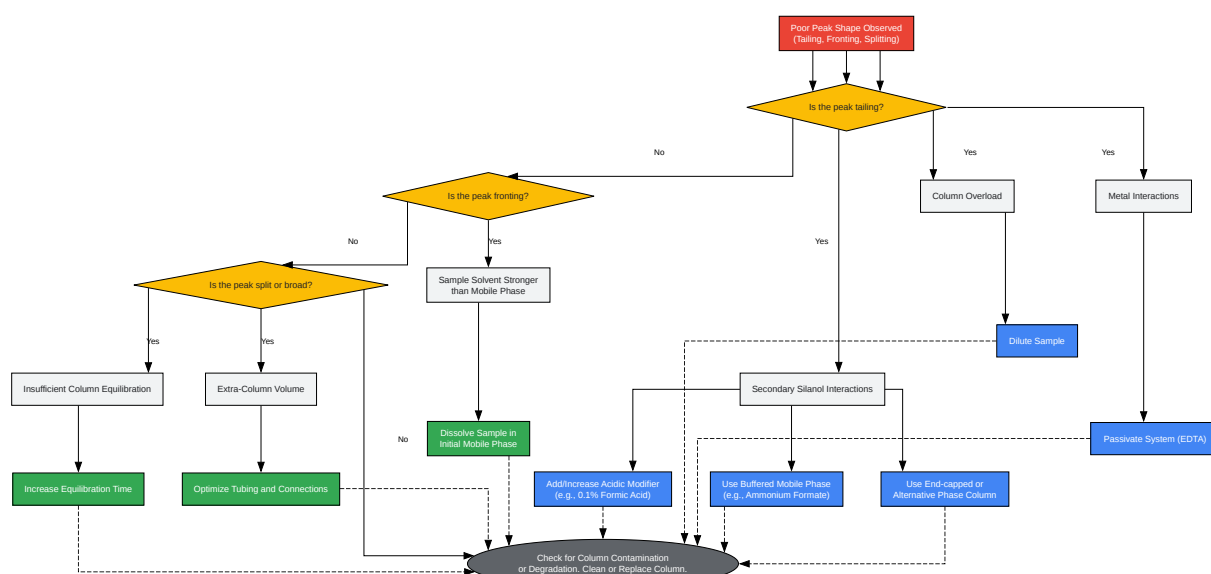 Poor Peak Shape Observed
(Tailing, Fronting, Splitting)
Is the peak tailing?
No
Yes
Yes
Is the peak fronting?
Column Overload
Metal Interactions
No
Yes
Yes
Is the peak split or broad?
Sample Solvent Stronger
than Mobile Phase
Yes
Yes
Dilute Sample
Insufficient Column Equilibration
Extra-Column Volume
Secondary Silanol Interactions
No
Dissolve Sample in
Initial Mobile Phase
Passivate System (EDTA)
Increase Equilibration Time
Optimize Tubing and Connections
Add/Increase Acidic Modifier
(e.g., 0.1% Formic Acid)
Use Buffered Mobile Phase
(e.g., Ammonium Formate)
Use End-capped or
Alternative Phase Column
Check for Column Contamination
or Degradation. Clean or Replace Column.